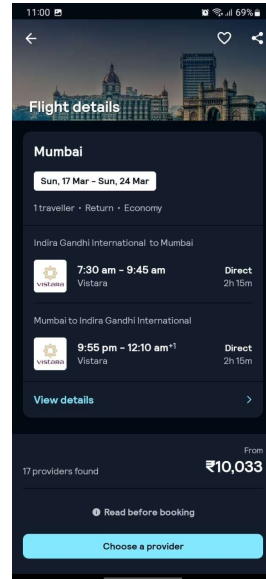 11:00
69%
Flight details
Mumbai
Sun, 17 Mar – Sun, 24 Mar
1 traveller • Return • Economy
Indira Gandhi International to Mumbai
VISTARA
7:30 am – 9:45 am
Direct
Vistara
2h 15m
Mumbai to Indira Gandhi International
VISTARA
9:55 pm – 12:10 am+1
Direct
Vistara
2h 15m
View details
From
17 providers found
₹10,033
Read before booking
Choose a provider